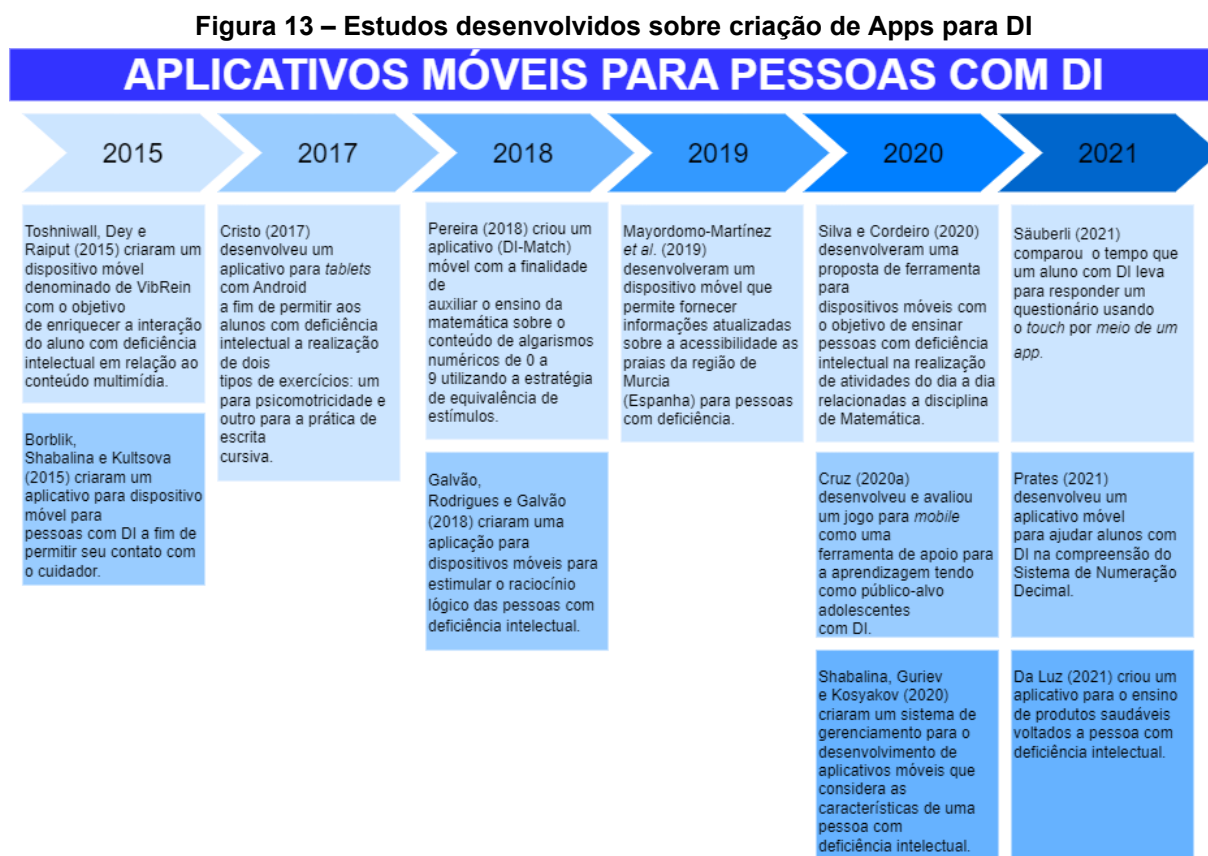 Figura 13 – Estudos desenvolvidos sobre criação de Apps para DI
APLICATIVOS MÓVEIS PARA PESSOAS COM DI
2015
2017
2018
2019
2020
2021
Toshniwall, Dey e
Raiput (2015) criaram um
dispositivo móvel
denominado de VibRein
com o objetivo
de enriquecer a interação
do aluno com deficiência
intelectual em relação ao
conteúdo multimídia.
Borblik,
Shabalina e Kultsova
(2015) criaram um
aplicativo para dispositivo
móvel para
pessoas com DI a fim de
permitir seu contato com
o cuidador.
Cristo (2017)
desenvolveu um
aplicativo para tablets
com Android
a fim de permitir aos
alunos com deficiência
intelectual a realização
de dois
tipos de exercícios: um
para psicomotricidade e
outro para a prática de
escrita
cursiva.
Pereira (2018) criou um
aplicativo (DI-Match)
móvel com a finalidade
de
auxiliar o ensino da
matemática sobre o
conteúdo de algarismos
numéricos de 0 a
9 utilizando a estratégia
de equivalência de
estímulos.
Galvão,
Rodrigues e Galvão
(2018) criaram uma
aplicação para
dispositivos móveis para
estimular o raciocínio
lógico das pessoas com
deficiência intelectual.
Mayordomo-Martínez
et al. (2019)
desenvolveram um
dispositivo móvel que
permite fornecer
informações atualizadas
sobre a acessibilidade as
praias da região de
Murcia
(Espanha) para pessoas
com deficiência.
Silva e Cordeiro (2020)
desenvolveram uma
proposta de ferramenta
para
dispositivos móveis com
o objetivo de ensinar
pessoas com deficiência
intelectual na realização
de atividades do dia a dia
relacionadas a disciplina
de Matemática.
Cruz (2020a)
desenvolveu e avaliou
um jogo para mobile
como uma
ferramenta de apoio para
a aprendizagem tendo
como público-alvo
adolescentes
com DI.
Shabalina, Guriev
e Kosyakov (2020)
criaram um sistema de
gerenciamento para o
desenvolvimento de
aplicativos móveis que
considera as
características de uma
pessoa com
deficiência intelectual.
Säuberli (2021)
comparou o tempo que
um aluno com DI leva
para responder um
questionário usando
o touch por meio de um
app.
Prates (2021)
desenvolveu um
aplicativo móvel
para ajudar alunos com
DI na compreensão do
Sistema de Numeração
Decimal.
Da Luz (2021) criou um
aplicativo para o ensino
de produtos saudáveis
voltados a pessoa com
deficiência intelectual.